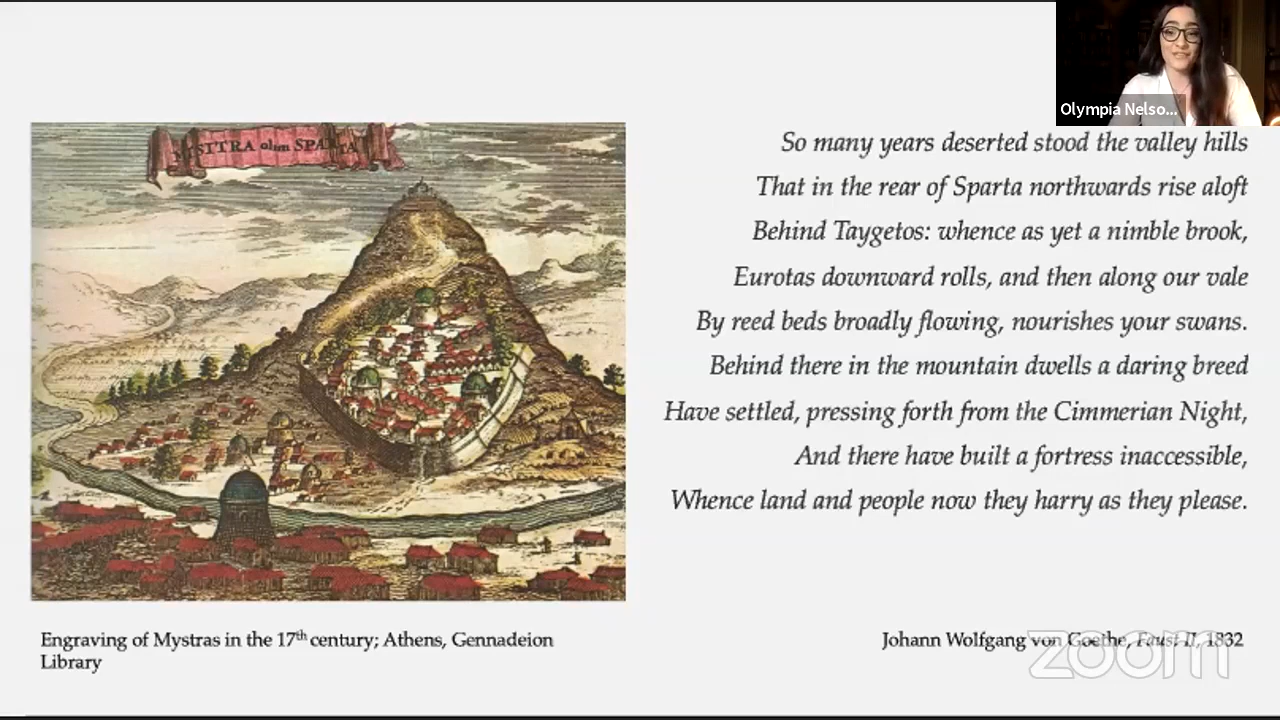 Olympia Nelso...
MISITRA olim SPARTA
So many years deserted stood the valley hills
That in the rear of Sparta northwards rise aloft
Behind Taygetos: whence as yet a nimble brook,
Eurotas downward rolls, and then along our vale
By reed beds broadly flowing, nourishes your swans.
Behind there in the mountain dwells a daring breed
Have settled, pressing forth from the Cimmerian Night,
And there have built a fortress inaccessible,
Whence land and people now they harry as they please.
Engraving of Mystras in the 17th century; Athens, Gennadeion
Library
Johann Wolfgang von Goethe, Faust II, 1832
zoom